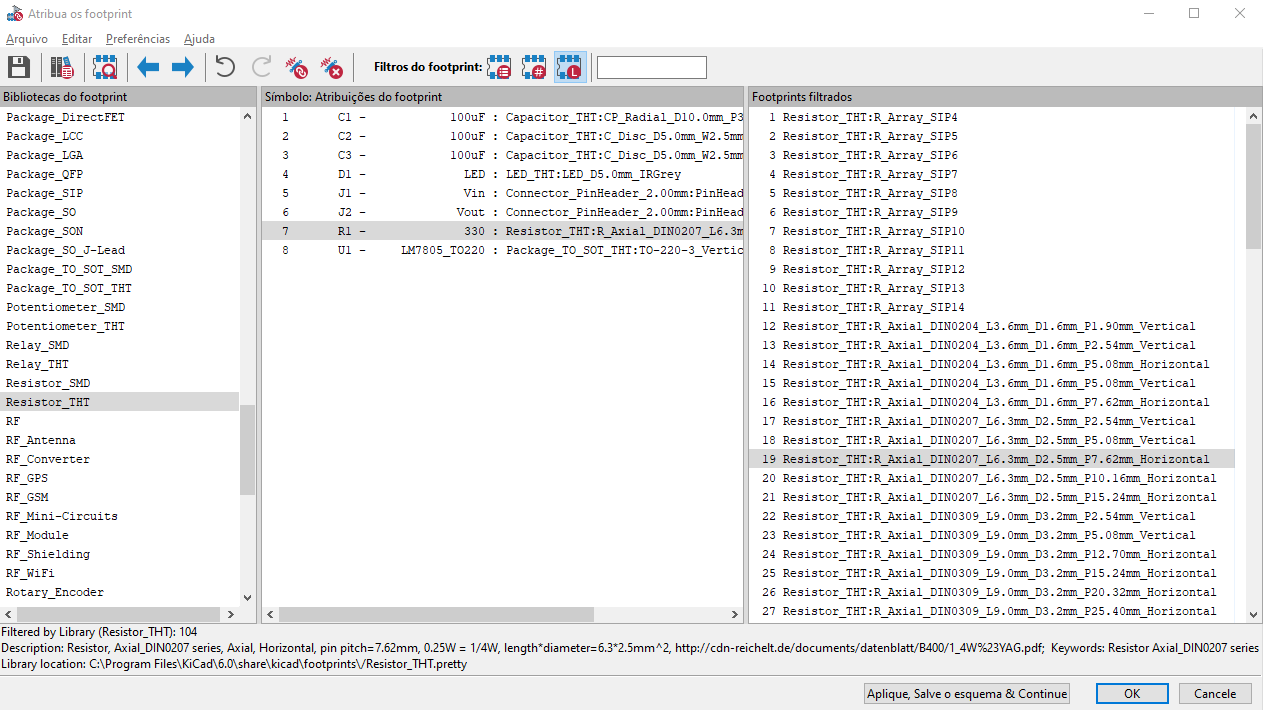 Atribua os footprint
Arquivo Editar Preferências Ajuda
Filtros do footprint:
Bibliotecas do footprint
Package_DirectFET
Package_LCC
Package_LGA
Package_QFP
Package_SIP
Package_SO
Package_SON
Package_SO_J-Lead
Package_TO_SOT_SMD
Package_TO_SOT_THT
Potentiometer_SMD
Potentiometer_THT
Relay_SMD
Relay_THT
Resistor_SMD
Resistor_THT
RF
RF_Antenna
RF_Converter
RF_GPS
RF_GSM
RF_Mini-Circuits
RF_Module
RF_Shielding
RF_WiFi
Rotary_Encoder
Símbolo: Atribuições do footprint
1 C1 - 100uF : Capacitor_THT:CP_Radial_D10.0mm_P3
2 C2 - 100uF : Capacitor_THT:C_Disc_D5.0mm_W2.5mm
3 C3 - 100uF : Capacitor_THT:C_Disc_D5.0mm_W2.5mm
4 D1 - LED : LED_THT:LED_D5.0mm_IRGrey
5 J1 - Vin : Connector_PinHeader_2.00mm:PinHead
6 J2 - Vout : Connector_PinHeader_2.00mm:PinHead
7 R1 - 330 : Resistor_THT:R_Axial_DIN0207_L6.3m
8 U1 - LM7805_TO220 : Package_TO_SOT_THT:TO-220-3_Vertic
Footprints filtrados
1 Resistor_THT:R_Array_SIP4
2 Resistor_THT:R_Array_SIP5
3 Resistor_THT:R_Array_SIP6
4 Resistor_THT:R_Array_SIP7
5 Resistor_THT:R_Array_SIP8
6 Resistor_THT:R_Array_SIP9
7 Resistor_THT:R_Array_SIP10
8 Resistor_THT:R_Array_SIP11
9 Resistor_THT:R_Array_SIP12
10 Resistor_THT:R_Array_SIP13
11 Resistor_THT:R_Array_SIP14
12 Resistor_THT:R_Axial_DIN0204_L3.6mm_D1.6mm_P1.90mm_Vertical
13 Resistor_THT:R_Axial_DIN0204_L3.6mm_D1.6mm_P2.54mm_Vertical
14 Resistor_THT:R_Axial_DIN0204_L3.6mm_D1.6mm_P5.08mm_Horizontal
15 Resistor_THT:R_Axial_DIN0204_L3.6mm_D1.6mm_P5.08mm_Vertical
16 Resistor_THT:R_Axial_DIN0204_L3.6mm_D1.6mm_P7.62mm_Horizontal
17 Resistor_THT:R_Axial_DIN0207_L6.3mm_D2.5mm_P2.54mm_Vertical
18 Resistor_THT:R_Axial_DIN0207_L6.3mm_D2.5mm_P5.08mm_Vertical
19 Resistor_THT:R_Axial_DIN0207_L6.3mm_D2.5mm_P7.62mm_Horizontal
20 Resistor_THT:R_Axial_DIN0207_L6.3mm_D2.5mm_P10.16mm_Horizontal
21 Resistor_THT:R_Axial_DIN0207_L6.3mm_D2.5mm_P15.24mm_Horizontal
22 Resistor_THT:R_Axial_DIN0309_L9.0mm_D3.2mm_P2.54mm_Vertical
23 Resistor_THT:R_Axial_DIN0309_L9.0mm_D3.2mm_P5.08mm_Vertical
24 Resistor_THT:R_Axial_DIN0309_L9.0mm_D3.2mm_P12.70mm_Horizontal
25 Resistor_THT:R_Axial_DIN0309_L9.0mm_D3.2mm_P15.24mm_Horizontal
26 Resistor_THT:R_Axial_DIN0309_L9.0mm_D3.2mm_P20.32mm_Horizontal
27 Resistor_THT:R_Axial_DIN0309_L9.0mm_D3.2mm_P25.40mm_Horizontal
Filtered by Library (Resistor_THT): 104
Description: Resistor, Axial_DIN0207 series, Axial, Horizontal, pin pitch=7.62mm, 0.25W = 1/4W, length*diameter=6.3*2.5mm^2, http://cdn-reichelt.de/documents/datenblatt/B400/1_4W%23YAG.pdf; Keywords: Resistor Axial_DIN0207 series
Library location: C:\Program Files\KiCad\6.0\share\kicad\footprints\/Resistor_THT.pretty
Aplique, Salve o esquema & Continue OK Cancele